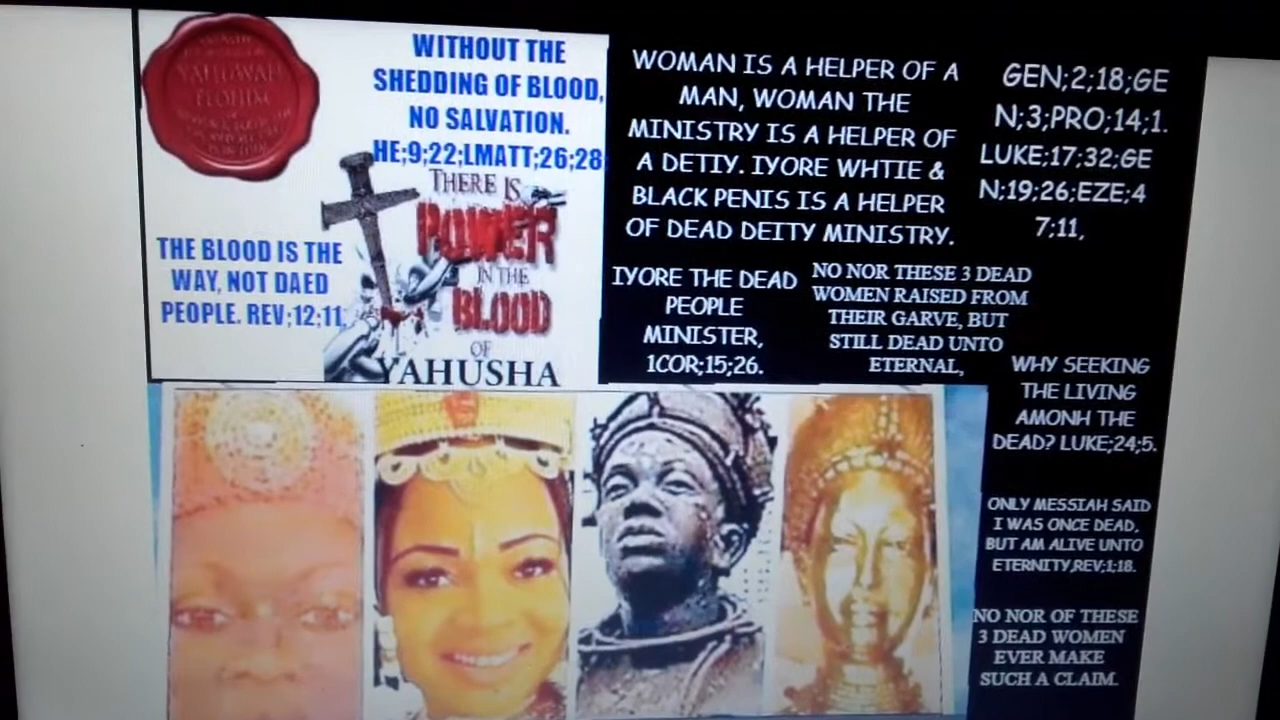 YAHUWAH
ELOHIM
WITHOUT THE
SHEDDING OF BLOOD,
NO SALVATION.
HE;9;22;LMATT;26;28
THERE IS
POWER
IN THE
BLOOD
OF
YAHUSHA
THE BLOOD IS THE
WAY, NOT DAED
PEOPLE. REV;12;11,
WOMAN IS A HELPER OF A
MAN, WOMAN THE
MINISTRY IS A HELPER OF
A DETIY. IYORE WHTIE &
BLACK PENIS IS A HELPER
OF DEAD DEITY MINISTRY.
GEN;2;18;GE
N;3;PRO;14;1.
LUKE;17;32;GE
N;19;26;EZE;4
7;11,
IYORE THE DEAD
PEOPLE
MINISTER,
1COR;15;26.
NO NOR THESE 3 DEAD
WOMEN RAISED FROM
THEIR GARVE, BUT
STILL DEAD UNTO
ETERNAL,
WHY SEEKING
THE LIVING
AMONH THE
DEAD? LUKE;24;5.
ONLY MESSIAH SAID
I WAS ONCE DEAD,
BUT AM ALIVE UNTO
ETERNITY,REV;1;18.
NO NOR OF THESE
3 DEAD WOMEN
EVER MAKE
SUCH A CLAIM.